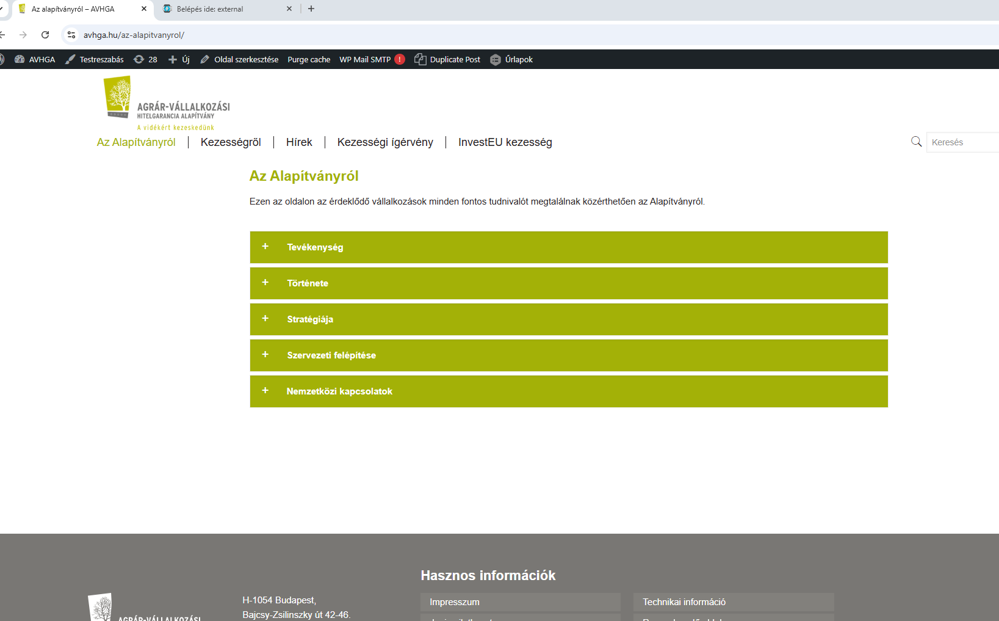 Az alapítványról – AVHGA
Belépés ide: external
avhga.hu/az-alapitvanyrol/
AVHGA Testreszabás 28 Új Oldal szerkesztése Purge cache WP Mail SMTP ! Duplicate Post Űrlapok
AGRÁR-VÁLLALKOZÁSI
HITELGARANCIA ALAPÍTVÁNY
A vidékért kezeskedünk
Az Alapítványról Kezességről Hírek Kezességi ígérvény InvestEU kezesség Keresés
Az Alapítványról
Ezen az oldalon az érdeklődő vállalkozások minden fontos tudnivalót megtalálnak közérthetően az Alapítványról.
+ Tevékenység
+ Története
+ Stratégiája
+ Szervezeti felépítése
+ Nemzetközi kapcsolatok
Hasznos információk
AGRÁR-VÁLLALKOZÁSI
H-1054 Budapest,
Bajcsy-Zsilinszky út 42-46.
Impresszum
Technikai információ